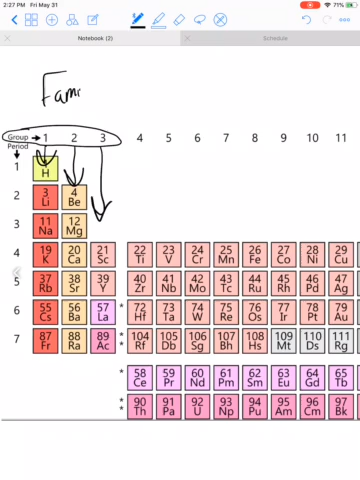 2:27 PM Fri May 31
71%
Notebook (2)
Schedule
Group → 1 2 3 4 5 6 7 8 9 10 11
Period
1 H
2 3 Li 4 Be
3 11 Na 12 Mg
4 19 K 20 Ca 21 Sc 22 Ti 23 V 24 Cr 25 Mn 26 Fe 27 Co 28 Ni 29 Cu
5 37 Rb 38 Sr 39 Y 40 Zr 41 Nb 42 Mo 43 Tc 44 Ru 45 Rh 46 Pd 47 Ag
6 55 Cs 56 Ba 57 La * 72 Hf 73 Ta 74 W 75 Re 76 Os 77 Ir 78 Pt 79 Au
7 87 Fr 88 Ra 89 Ac * * 104 Rf 105 Db 106 Sg 107 Bh 108 Hs 109 Mt 110 Ds 111 Rg
* 58 Ce 59 Pr 60 Nd 61 Pm 62 Sm 63 Eu 64 Gd 65 Tb
* * 90 Th 91 Pa 92 U 93 Np 94 Pu 95 Am 96 Cm 97 Bk